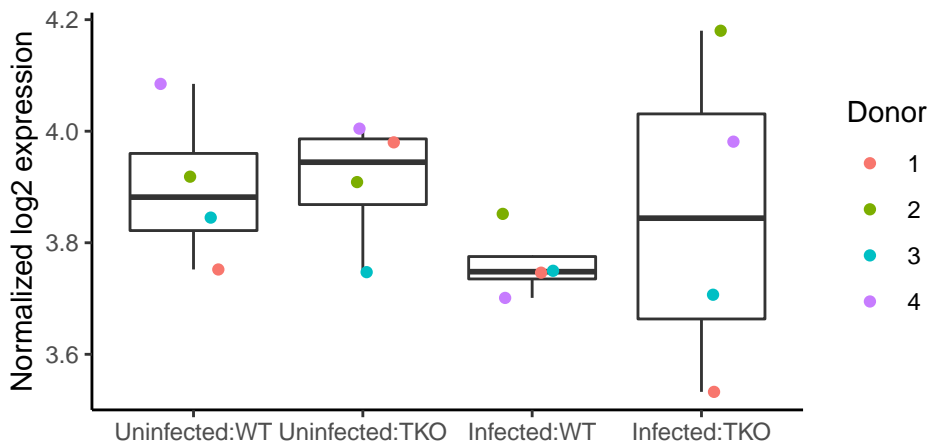 Normalized log2 expression
4.2
4.0
3.8
3.6
Uninfected:WT Uninfected:TKO Infected:WT Infected:TKO
Donor
1
2
3
4